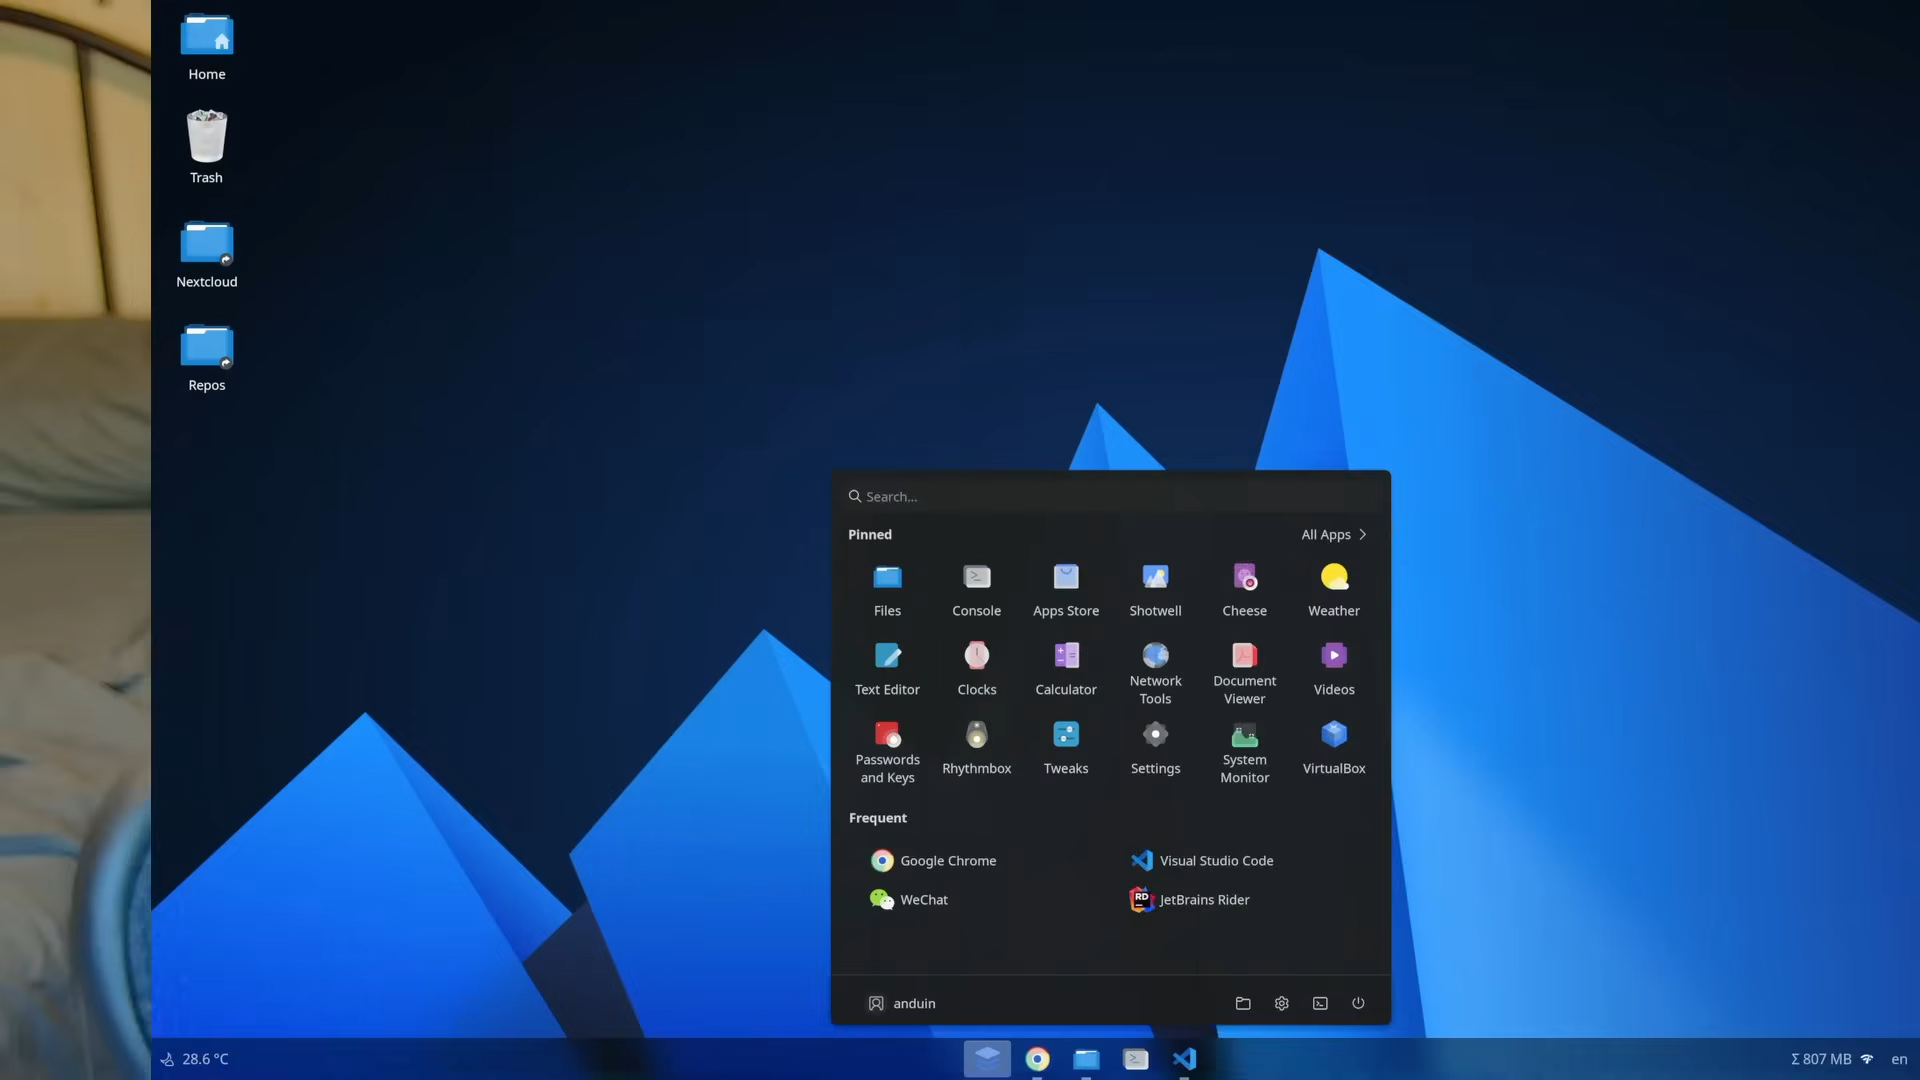 Home
Trash
Nextcloud
Repos
Search...
Pinned
All Apps
Files
Console
Apps Store
Shotwell
Cheese
Weather
Text Editor
Clocks
Calculator
Network
Tools
Document
Viewer
Videos
Passwords
and Keys
Rhythmbox
Tweaks
Settings
System
Monitor
VirtualBox
Frequent
Google Chrome
Visual Studio Code
WeChat
RD
JetBrains Rider
anduin
28.6 °C
Σ 807 MB
en